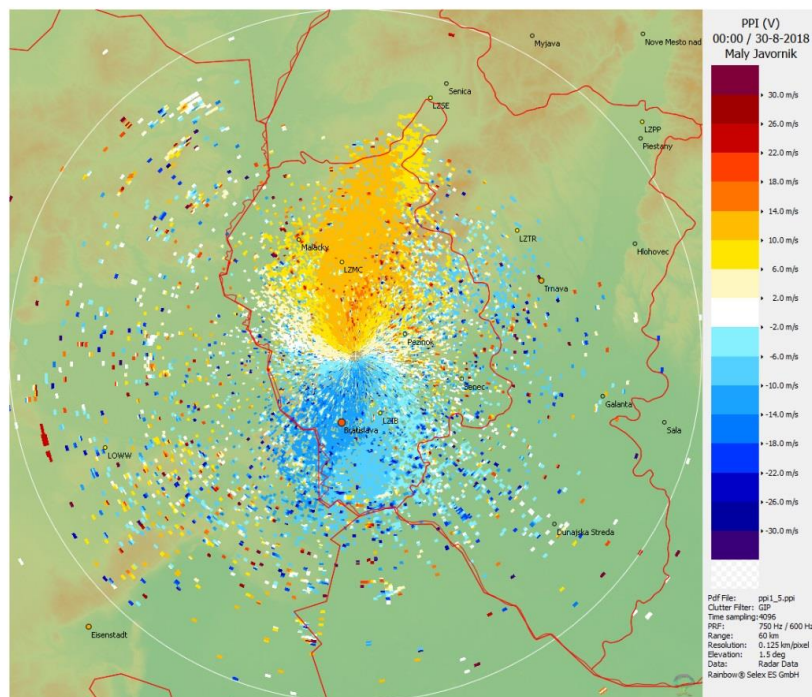 PPI (V)
00:00 / 30-8-2018
Maly Javornik
30.0 m/s
26.0 m/s
22.0 m/s
18.0 m/s
14.0 m/s
10.0 m/s
6.0 m/s
2.0 m/s
-2.0 m/s
-6.0 m/s
-10.0 m/s
-14.0 m/s
-18.0 m/s
-22.0 m/s
-26.0 m/s
-30.0 m/s
Pdf File: ppi1_5.ppi
Clutter Filter: GIP
Time sampling:4096
PRF: 750 Hz / 600 Hz
Range: 60 km
Resolution: 0.125 km/pixel
Elevation: 1.5 deg
Data: Radar Data
Rainbow® Selex ES GmbH
Myjava
Nove Mesto nad
Senica
LZSE
LZPP
Piestany
LZTR
Malacky
Hlohovec
LZMC
Trnava
Pezinok
Senec
Galanta
LZIB
Bratislava
Sala
LOWW
Dunajska Streda
Eisenstadt